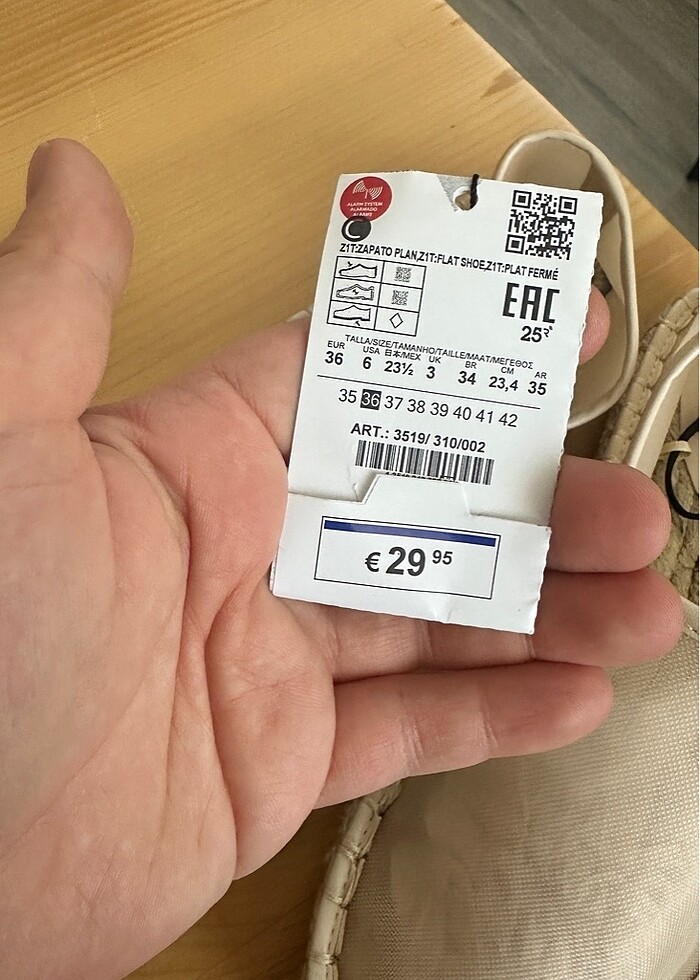 ALARM SYSTEM
ALARMADO
ALARMÉ
C
Z1T:ZAPATO PLAN,Z1T:FLAT SHOE,Z1T:PLAT FERMÉ
EAC
25
TALLA/SIZE/TAMANHO/TAILLE/MAAT/ΜΕΓΕΘΟΣ
EUR USA 日本/MEX UK BR CM AR
36 6 23½ 3 34 23,4 35
35 36 37 38 39 40 41 42
ART.: 3519/ 310/002
€ 29 95